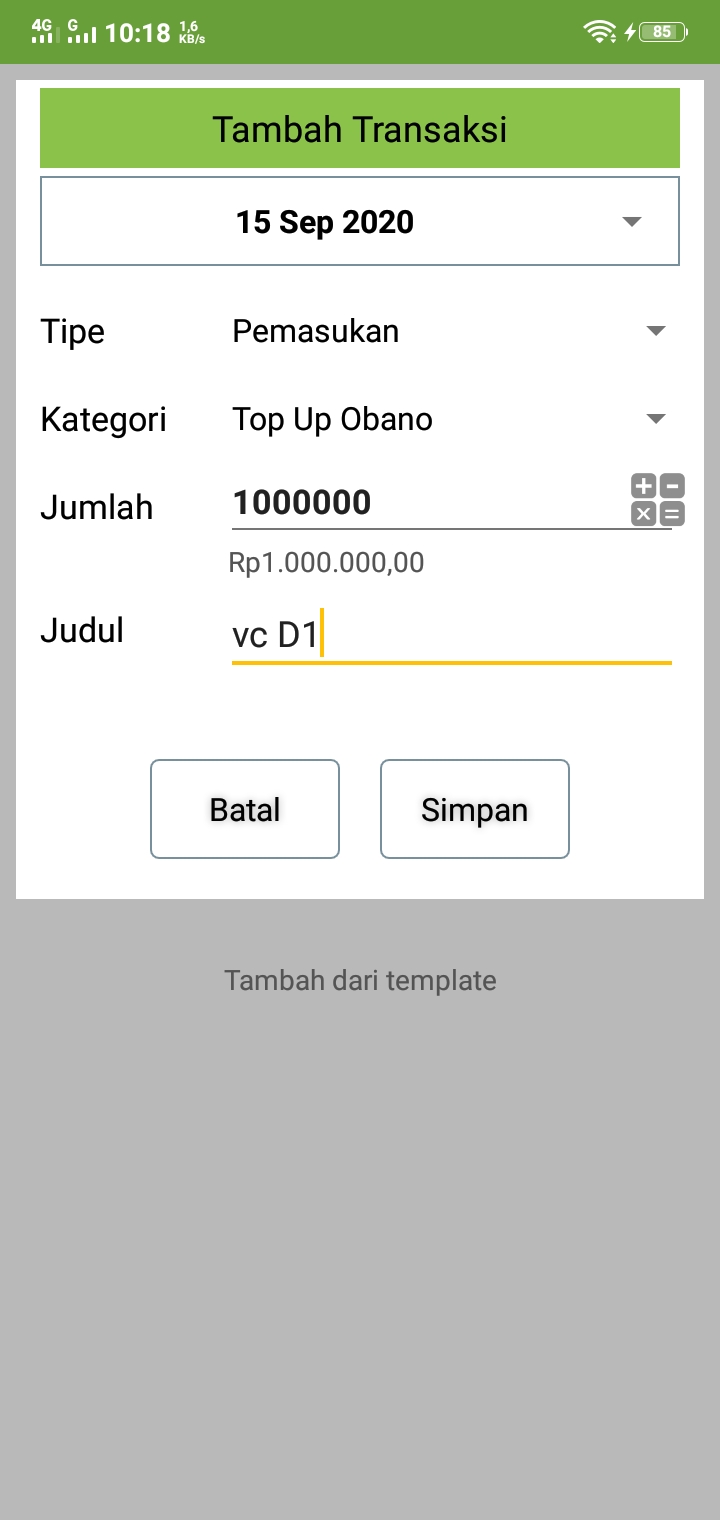 4G G 10:18 1,6 KB/s 85
Tambah Transaksi
15 Sep 2020
Tipe Pemasukan
Kategori Top Up Obano
Jumlah 1000000
Rp1.000.000,00
Judul vc D1
Batal Simpan
Tambah dari template